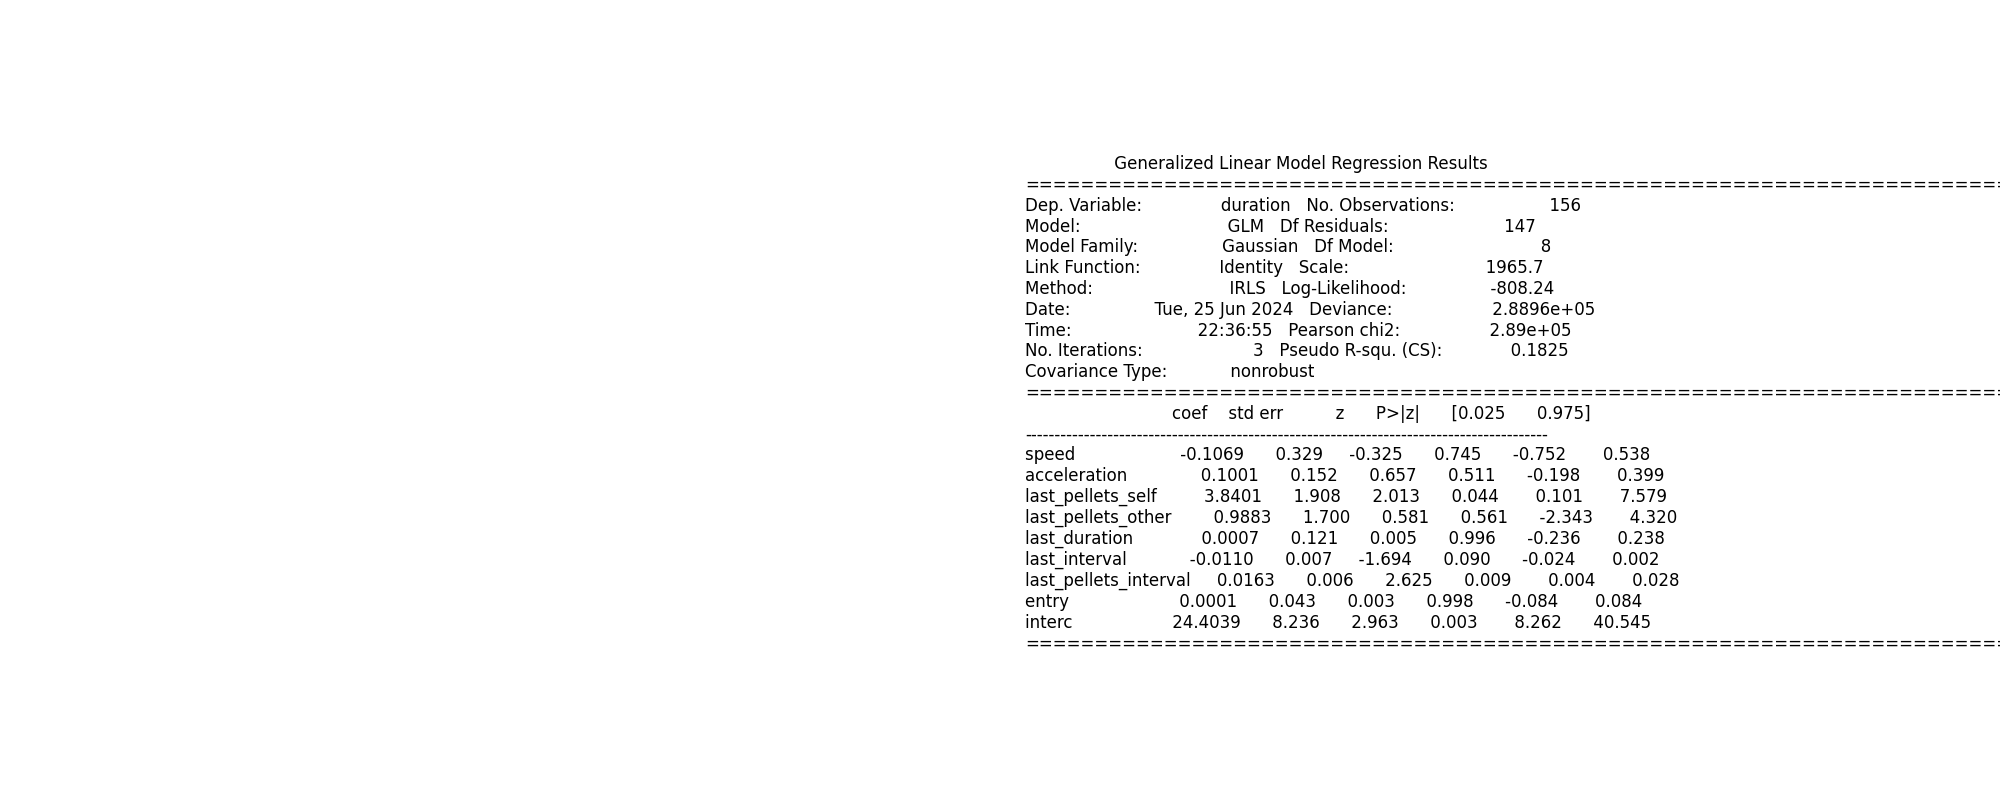 Generalized Linear Model Regression Results
================================================================================
Dep. Variable: duration No. Observations: 156
Model: GLM Df Residuals: 147
Model Family: Gaussian Df Model: 8
Link Function: Identity Scale: 1965.7
Method: IRLS Log-Likelihood: -808.24
Date: Tue, 25 Jun 2024 Deviance: 2.8896e+05
Time: 22:36:55 Pearson chi2: 2.89e+05
No. Iterations: 3 Pseudo R-squ. (CS): 0.1825
Covariance Type: nonrobust
================================================================================
coef std err z P>|z| [0.025 0.975]
----------------------------------------------------------------------------------------
speed -0.1069 0.329 -0.325 0.745 -0.752 0.538
acceleration 0.1001 0.152 0.657 0.511 -0.198 0.399
last_pellets_self 3.8401 1.908 2.013 0.044 0.101 7.579
last_pellets_other 0.9883 1.700 0.581 0.561 -2.343 4.320
last_duration 0.0007 0.121 0.005 0.996 -0.236 0.238
last_interval -0.0110 0.007 -1.694 0.090 -0.024 0.002
last_pellets_interval 0.0163 0.006 2.625 0.009 0.004 0.028
entry 0.0001 0.043 0.003 0.998 -0.084 0.084
interc 24.4039 8.236 2.963 0.003 8.262 40.545
================================================================================